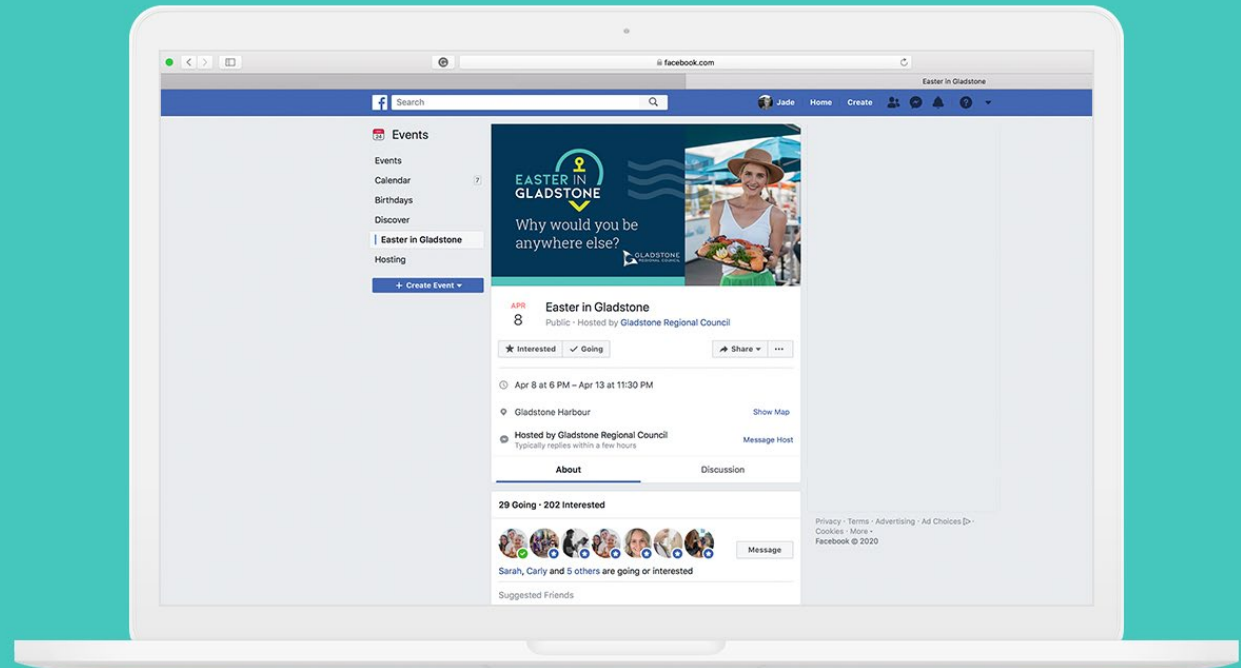 facebook.com
Easter in Gladstone
f Search
Jade Home Create
24 Events
Events
Calendar 7
Birthdays
Discover
Easter in Gladstone
Hosting
+ Create Event
EASTER IN
GLADSTONE
Why would you be
anywhere else?
GLADSTONE
REGIONAL COUNCIL
APR
8
Easter in Gladstone
Public · Hosted by Gladstone Regional Council
Interested
Going
Share
Apr 8 at 6 PM – Apr 13 at 11:30 PM
Gladstone Harbour
Show Map
Hosted by Gladstone Regional Council
Typically replies within a few hours
Message Host
About
Discussion
29 Going · 202 Interested
Message
Sarah, Carly and 5 others are going or interested
Suggested Friends
Privacy · Terms · Advertising · Ad Choices ·
Cookies · More
Facebook © 2020